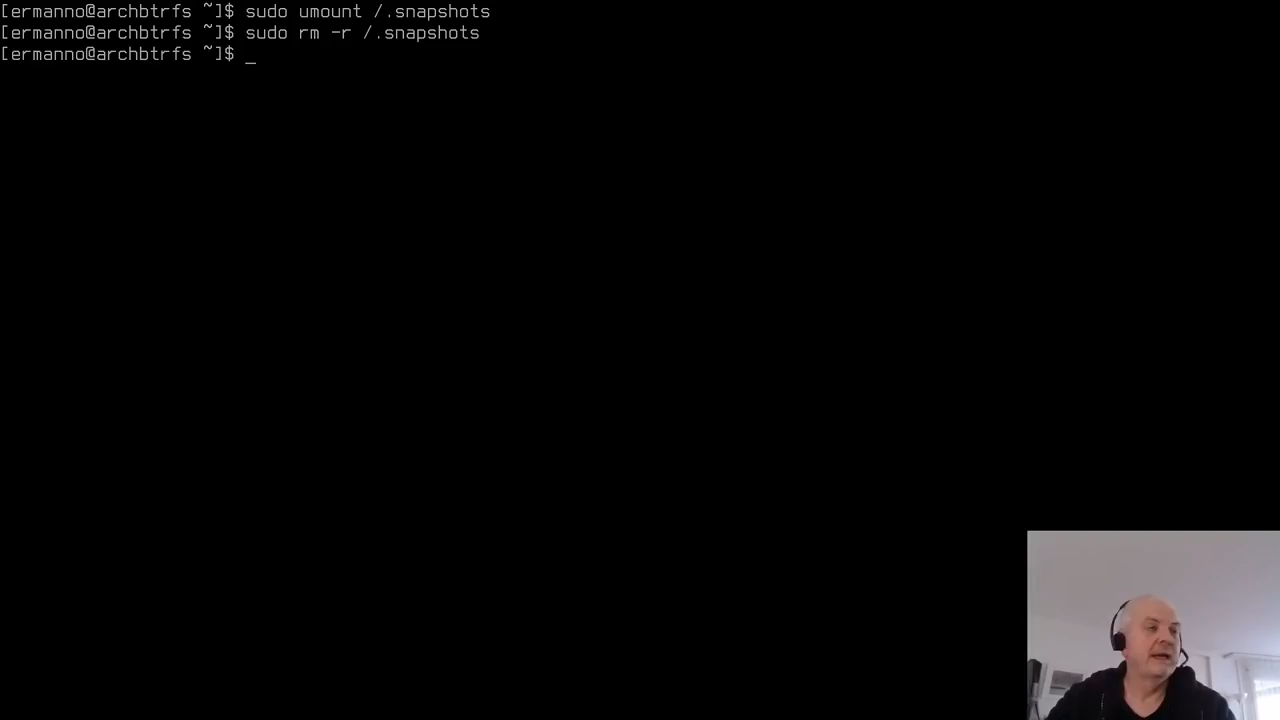 [ermanno@archbtrfs ~]$ sudo umount /.snapshots
[ermanno@archbtrfs ~]$ sudo rm -r /.snapshots
[ermanno@archbtrfs ~]$ _